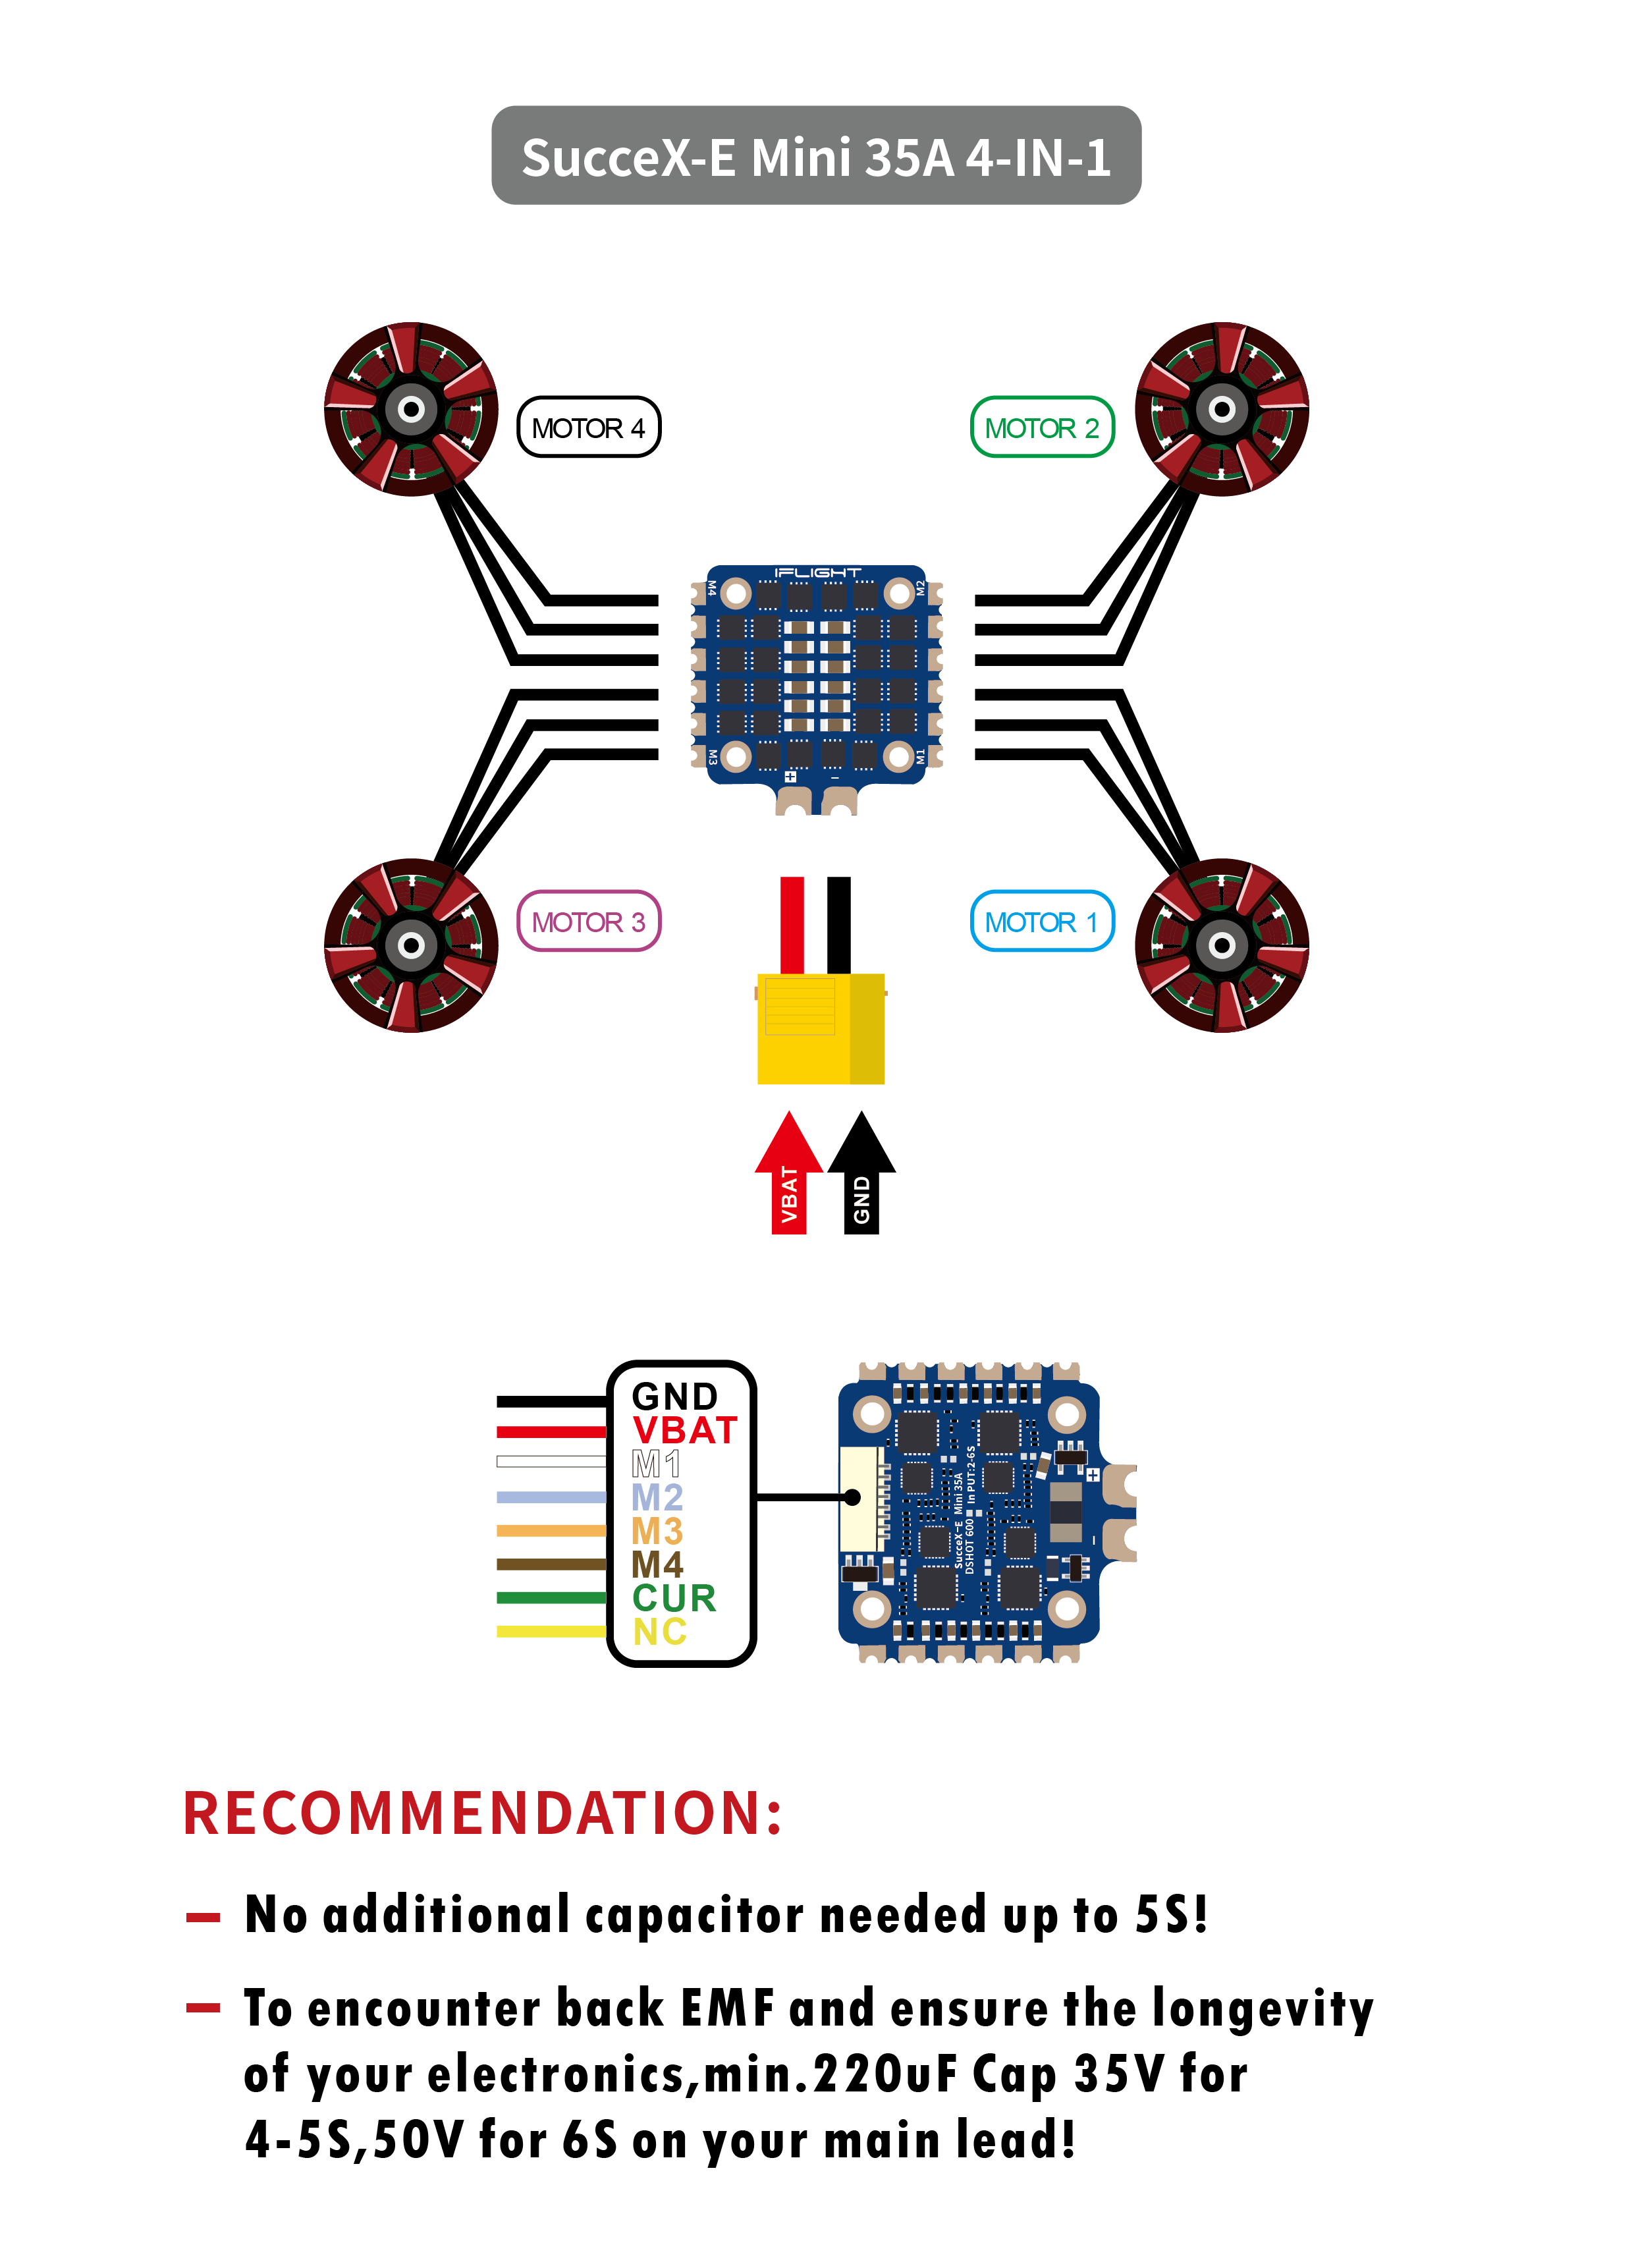 SucceX-E Mini 35A 4-IN-1
MOTOR 4
MOTOR 2
IFLIGHT
M4
M2
M3
M1
+
−
MOTOR 3
MOTOR 1
VBAT
GND
GND
VBAT
M1
M2
M3
M4
CUR
NC
SucceX-E Mini 35A
DSHOT 600 In PUT:2-6S
+
−
RECOMMENDATION:
— No additional capacitor needed up to 5S!
— To encounter back EMF and ensure the longevity
of your electronics,min.220uF Cap 35V for
4-5S,50V for 6S on your main lead!